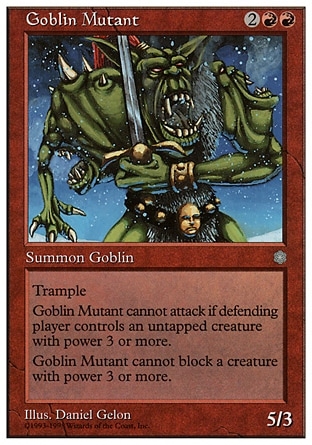 Goblin Mutant 2
Summon Goblin
Trample
Goblin Mutant cannot attack if defending
player controls an untapped creature
with power 3 or more.
Goblin Mutant cannot block a creature
with power 3 or more.
Illus. Daniel Gelon
5/3